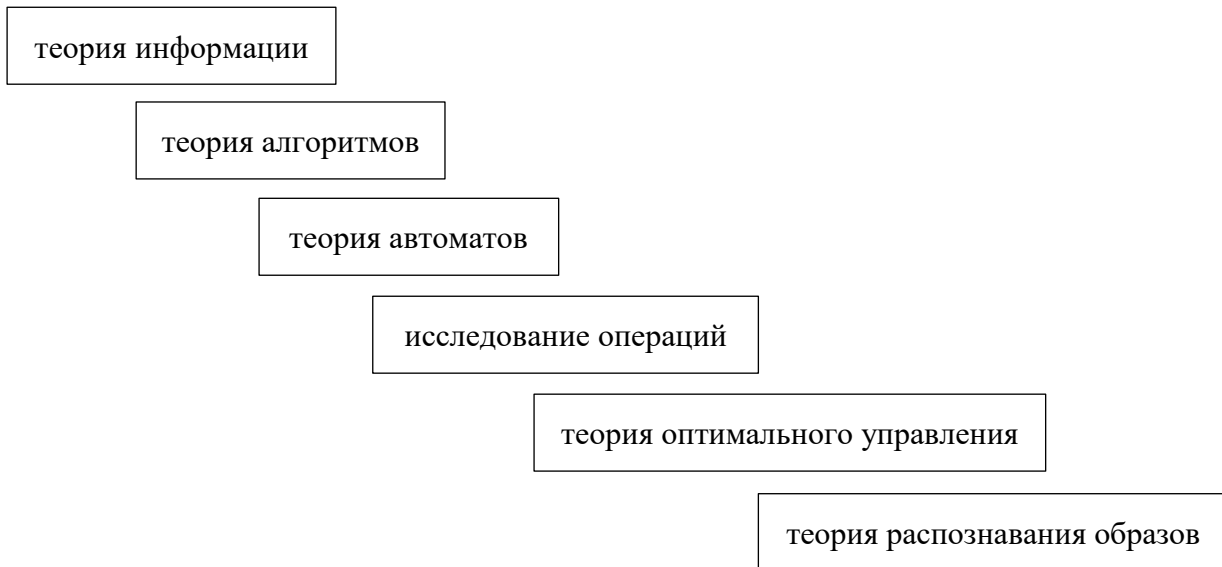 теория информации
теория алгоритмов
теория автоматов
исследование операций
теория оптимального управления
теория распознавания образов